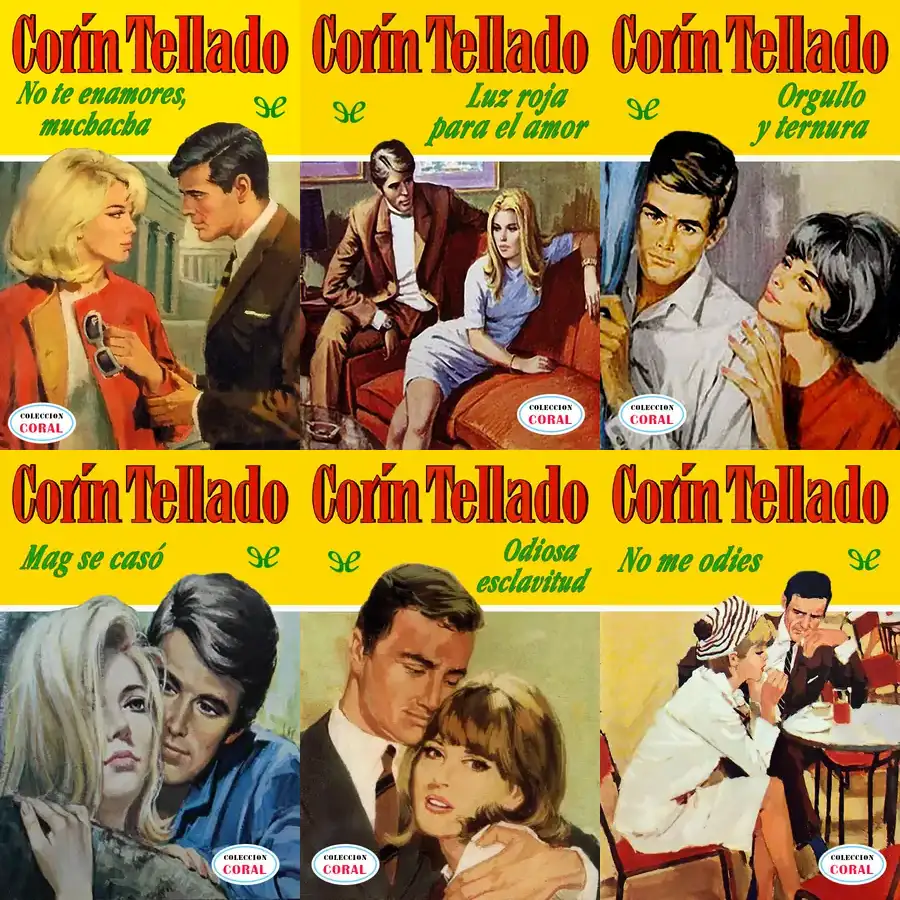 Corín Tellado
No te enamores,
muchacha
COLECCION
CORAL
Corín Tellado
Luz roja
para el amor
COLECCION
CORAL
Corín Tellado
Orgullo
y ternura
COLECCION
CORAL
Corín Tellado
Mag se casó
COLECCION
CORAL
Corín Tellado
Odiosa
esclavitud
COLECCION
CORAL
Corín Tellado
No me odies
COLECCION
CORAL